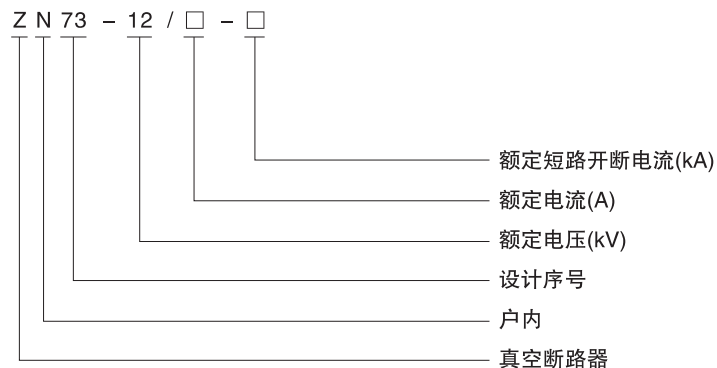 ZN73-12/□-□
额定短路开断电流(kA)
额定电流(A)
额定电压(kV)
设计序号
户内
真空断路器